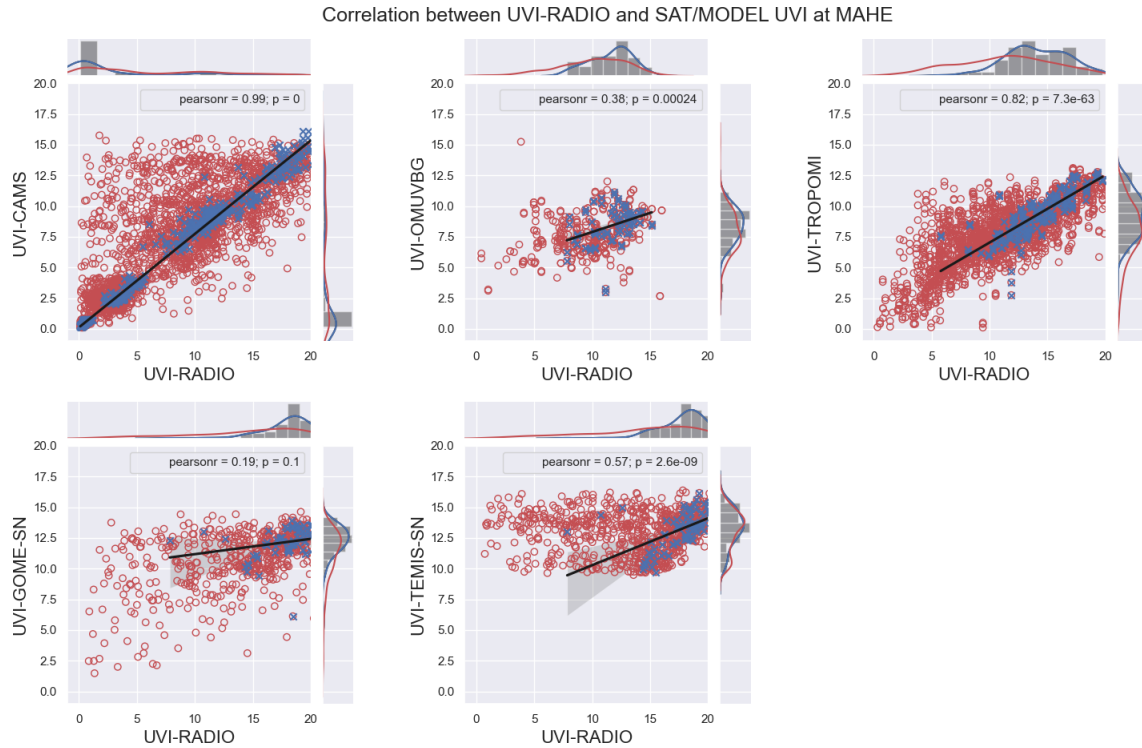 Correlation between UVI-RADIO and SAT/MODEL UVI at MAHE
pearsonr = 0.99; p = 0
20.0
17.5
15.0
12.5
10.0
7.5
5.0
2.5
0.0
UVI-CAMS
0 5 10 15 20
UVI-RADIO
pearsonr = 0.38; p = 0.00024
20.0
17.5
15.0
12.5
10.0
7.5
5.0
2.5
0.0
UVI-OMUVBG
0 5 10 15 20
UVI-RADIO
pearsonr = 0.82; p = 7.3e-63
20.0
17.5
15.0
12.5
10.0
7.5
5.0
2.5
0.0
UVI-TROPOMI
0 5 10 15 20
UVI-RADIO
pearsonr = 0.19; p = 0.1
20.0
17.5
15.0
12.5
10.0
7.5
5.0
2.5
0.0
UVI-GOME-SN
0 5 10 15 20
UVI-RADIO
pearsonr = 0.57; p = 2.6e-09
20.0
17.5
15.0
12.5
10.0
7.5
5.0
2.5
0.0
UVI-TEMIS-SN
0 5 10 15 20
UVI-RADIO